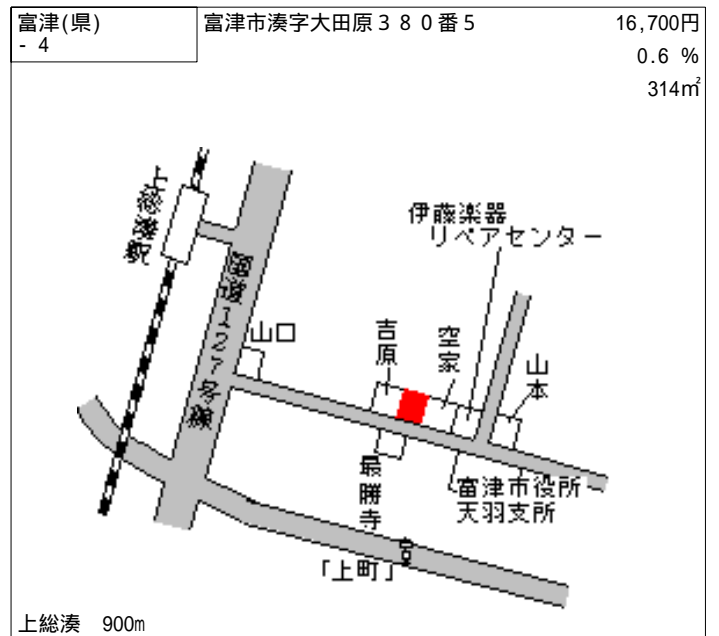 富津(県)
- 4
富津市湊字大田原３８０番５
16,700円
0.6 %
314㎡
上総湊駅
国道127号線
山口
伊藤楽器
リペアセンター
吉原
空家
山本
最勝寺
富津市役所
天羽支所
「上町」
上総湊 900m